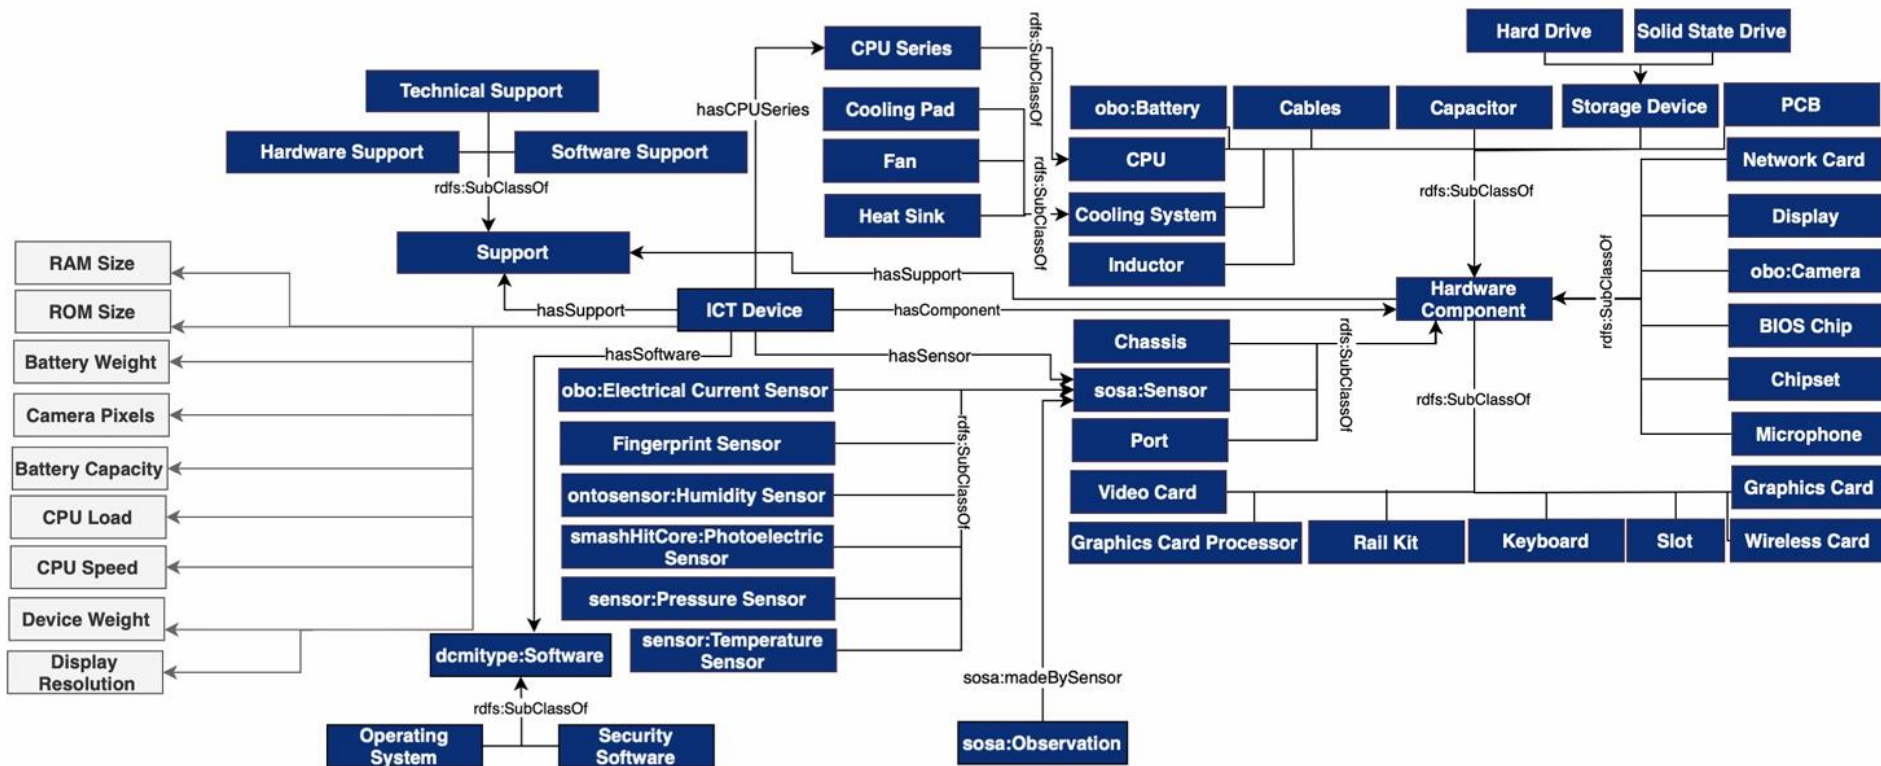 Hard Drive
Solid State Drive
CPU Series
rdfs:SubClassOf
Technical Support
hasCPUSeries
Cooling Pad
obo:Battery
Cables
Capacitor
Storage Device
PCB
Hardware Support
Software Support
Fan
CPU
Network Card
rdfs:SubClassOf
rdfs:SubClassOf
rdfs:SubClassOf
Heat Sink
Cooling System
Display
Support
Inductor
obo:Camera
RAM Size
hasSupport
rdfs:SubClassOf
ROM Size
hasSupport
ICT Device
hasComponent
Hardware
Component
BIOS Chip
Battery Weight
hasSoftware
hasSensor
Chassis
rdfs:SubClassOf
Chipset
obo:Electrical Current Sensor
sosa:Sensor
rdfs:SubClassOf
Camera Pixels
Fingerprint Sensor
rdfs:SubClassOf
Port
Microphone
Battery Capacity
ontosensor:Humidity Sensor
Video Card
Graphics Card
CPU Load
smashHitCore:Photoelectric
Sensor
Graphics Card Processor
Rail Kit
Keyboard
Slot
Wireless Card
CPU Speed
sensor:Pressure Sensor
Device Weight
sensor:Temperature
Sensor
dcmitype:Software
Display
Resolution
sosa:madeBySensor
rdfs:SubClassOf
Operating
System
Security
Software
sosa:Observation